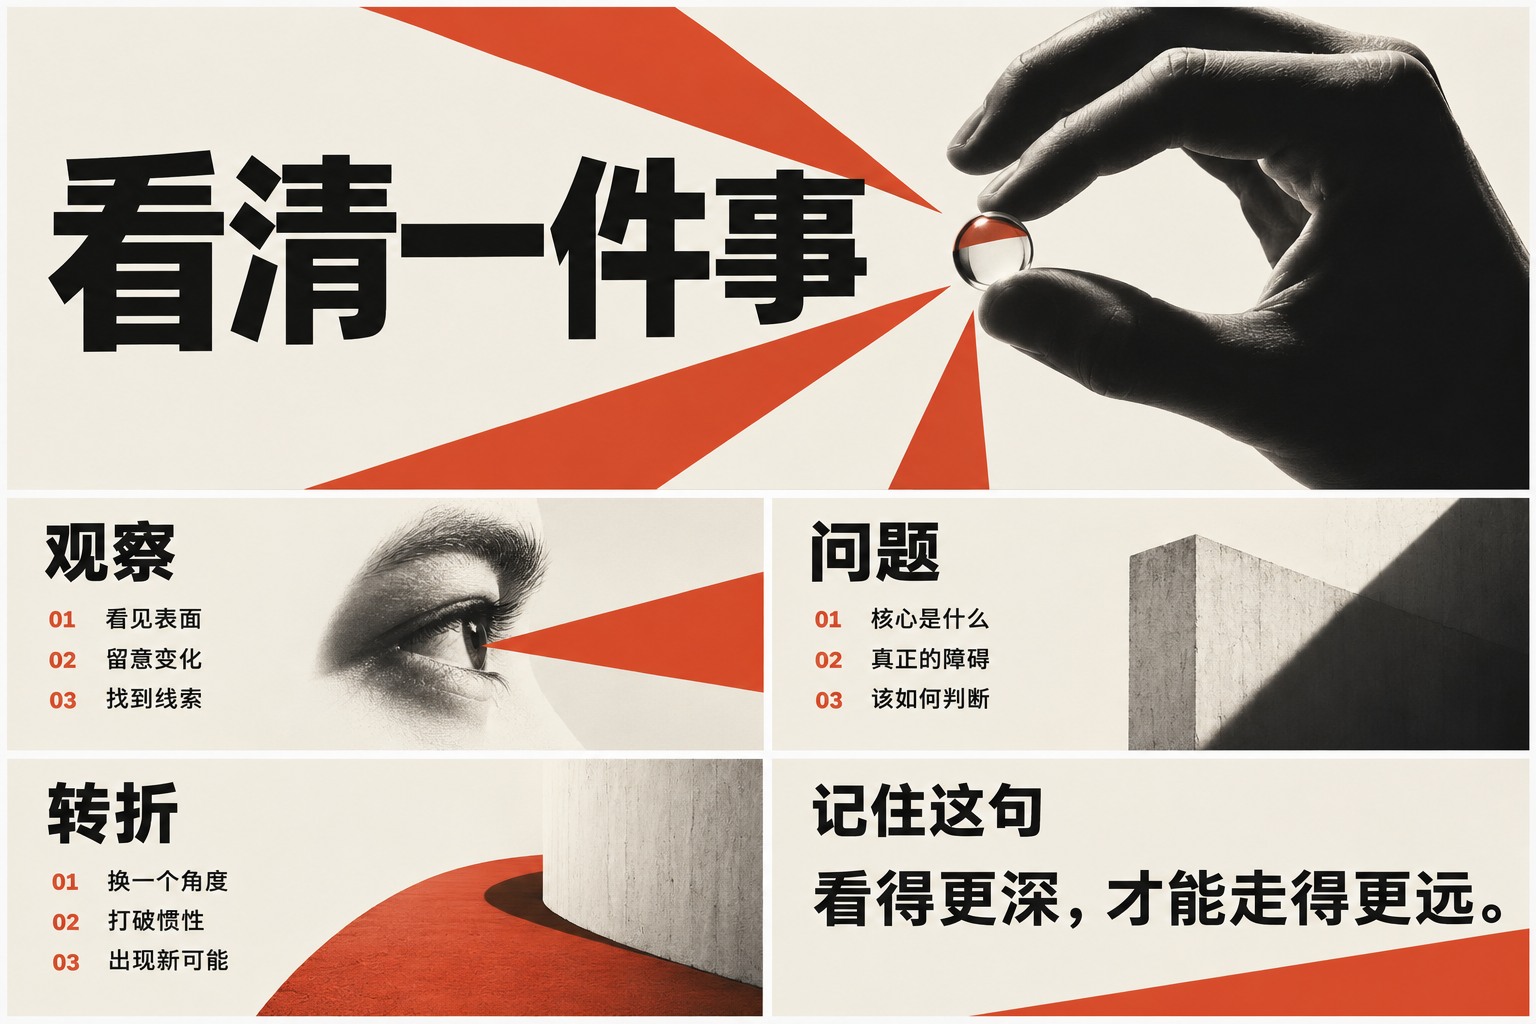 看清一件事
观察
01 看见表面
02 留意变化
03 找到线索
问题
01 核心是什么
02 真正的障碍
03 该如何判断
转折
01 换一个角度
02 打破惯性
03 出现新可能
记住这句
看得更深，才能走得更远。